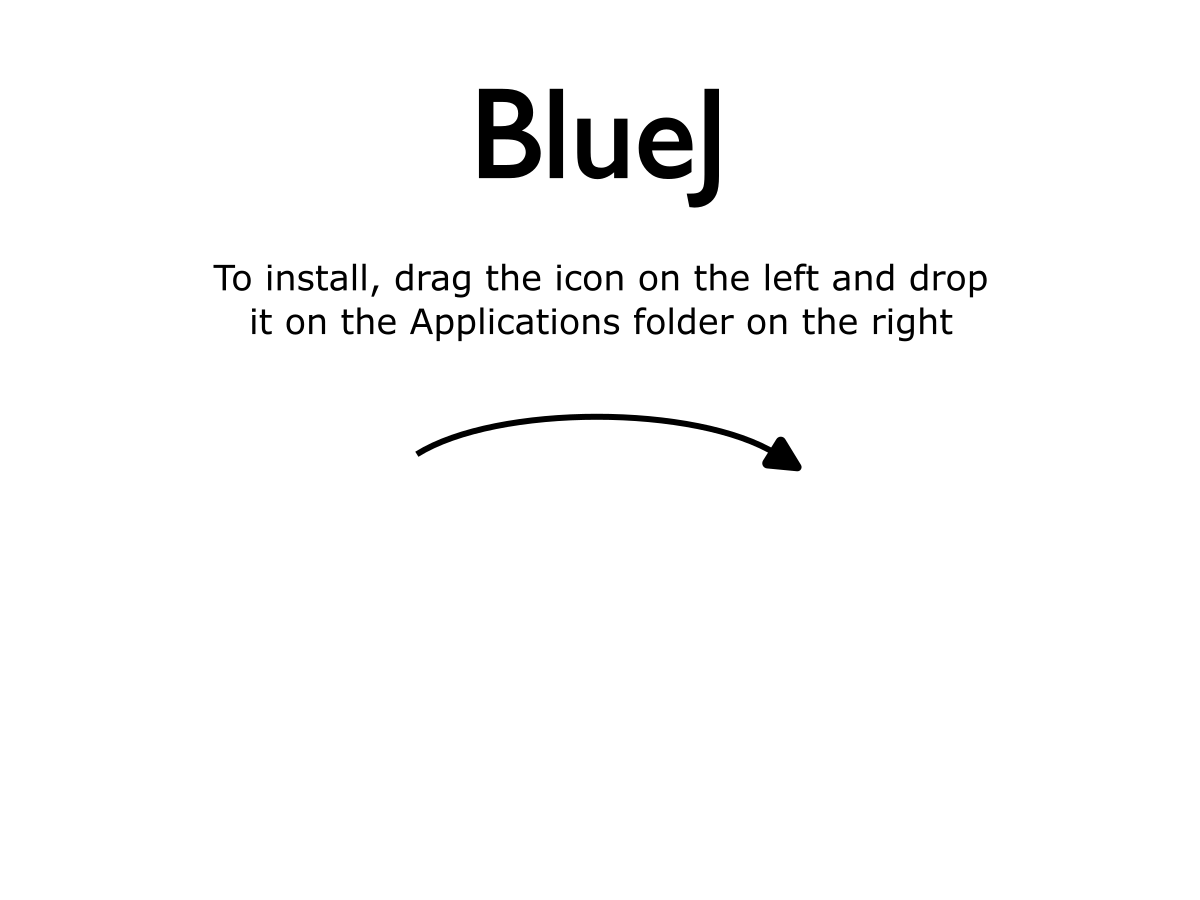 BlueJ
To install, drag the icon on the left and drop
it on the Applications folder on the right